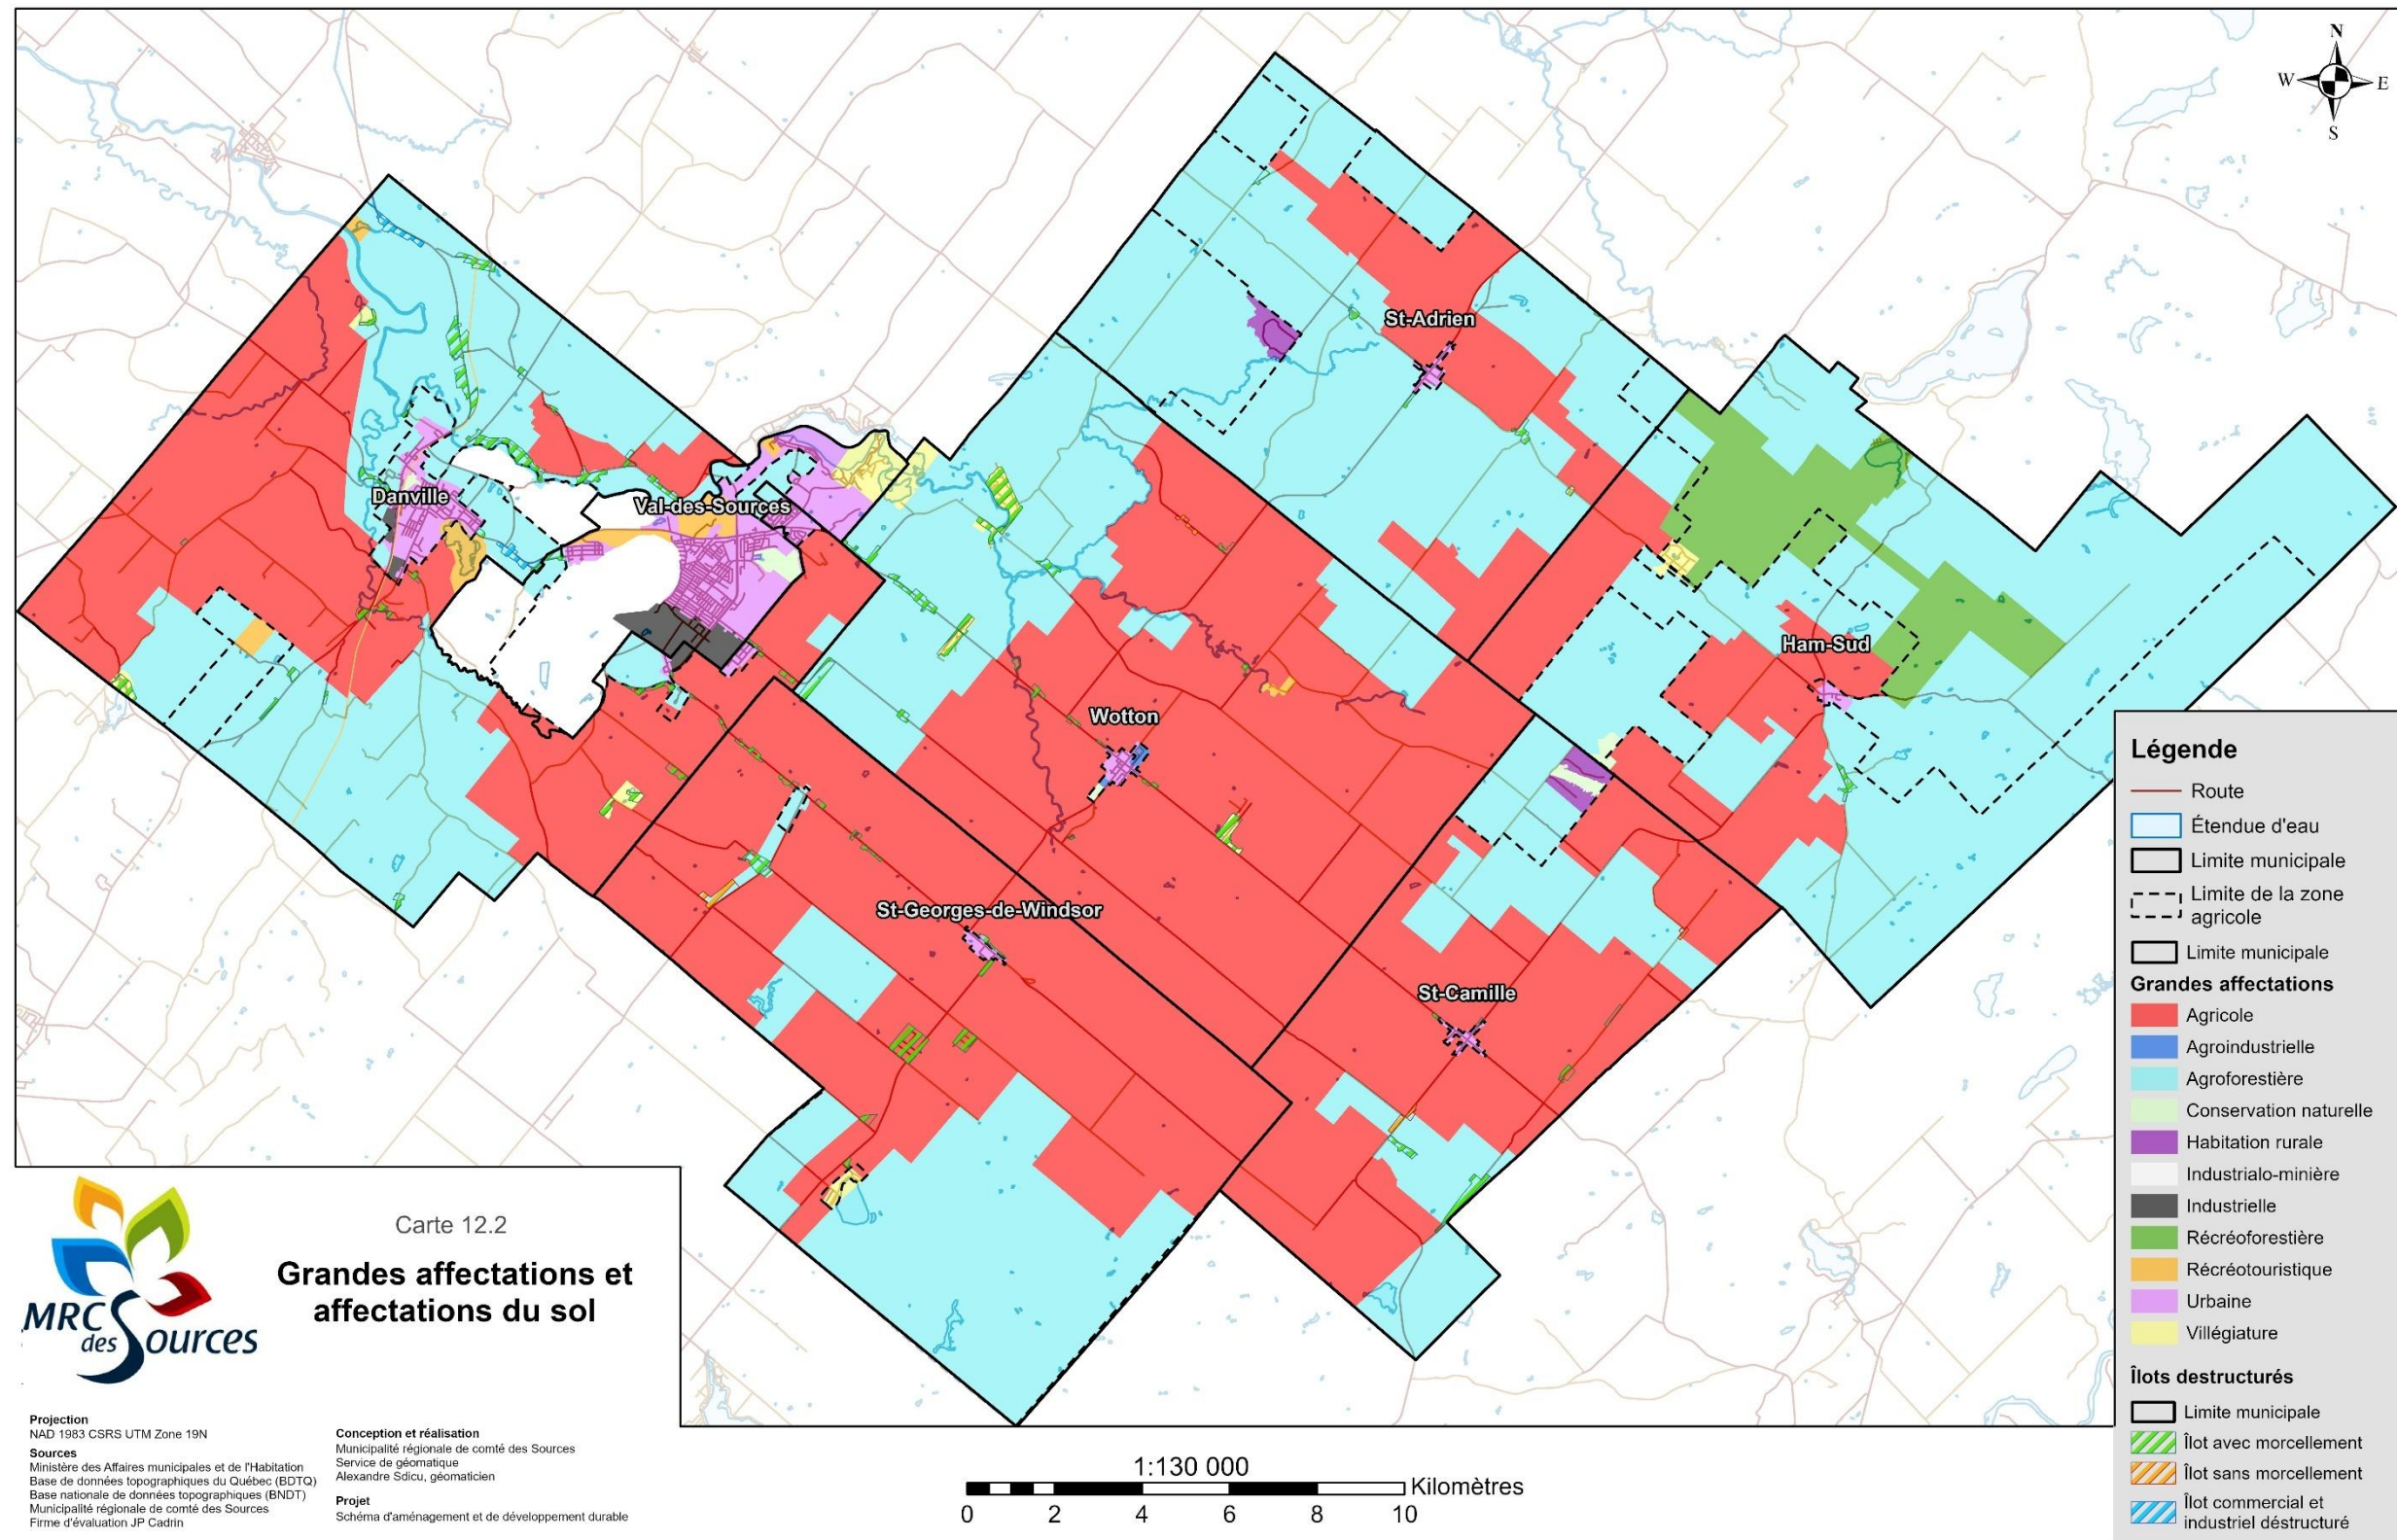 N
W E
S
St-Adrien
Danville
Val-des-Sources
Ham-Sud
Wotton
St-Georges-de-Windsor
St-Camille
Légende
Route
Étendue d'eau
Limite municipale
Limite de la zone
agricole
Limite municipale
Grandes affectations
Agricole
Agroindustrielle
Agroforestière
Conservation naturelle
Habitation rurale
Industrialo-minière
Industrielle
Récréoforestière
Récréotouristique
Urbaine
Villégiature
Îlots destructurés
Limite municipale
Îlot avec morcellement
Îlot sans morcellement
Îlot commercial et
industriel déstructuré
MRC
des Sources
Carte 12.2
Grandes affectations et
affectations du sol
Projection
NAD 1983 CSRS UTM Zone 19N
Sources
Ministère des Affaires municipales et de l'Habitation
Base de données topographiques du Québec (BDTQ)
Base nationale de données topographiques (BNDT)
Municipalité régionale de comté des Sources
Firme d'évaluation JP Cadrin
Conception et réalisation
Municipalité régionale de comté des Sources
Service de géomatique
Alexandre Sdicu, géomaticien
Projet
Schéma d'aménagement et de développement durable
1:130 000
Kilomètres
0 2 4 6 8 10